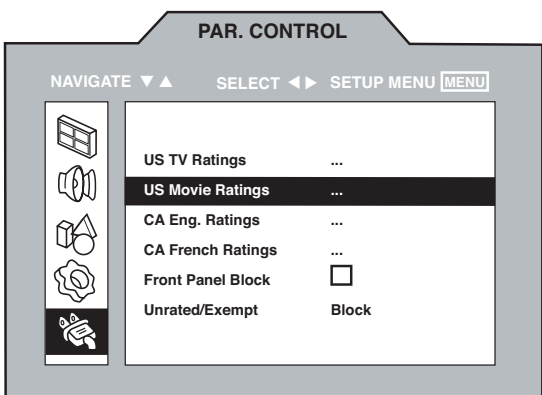 PAR. CONTROL
NAVIGATE ▼ ▲ SELECT ◀ ▶ SETUP MENU MENU
US TV Ratings ...
US Movie Ratings ...
CA Eng. Ratings ...
CA French Ratings ...
Front Panel Block
Unrated/Exempt Block